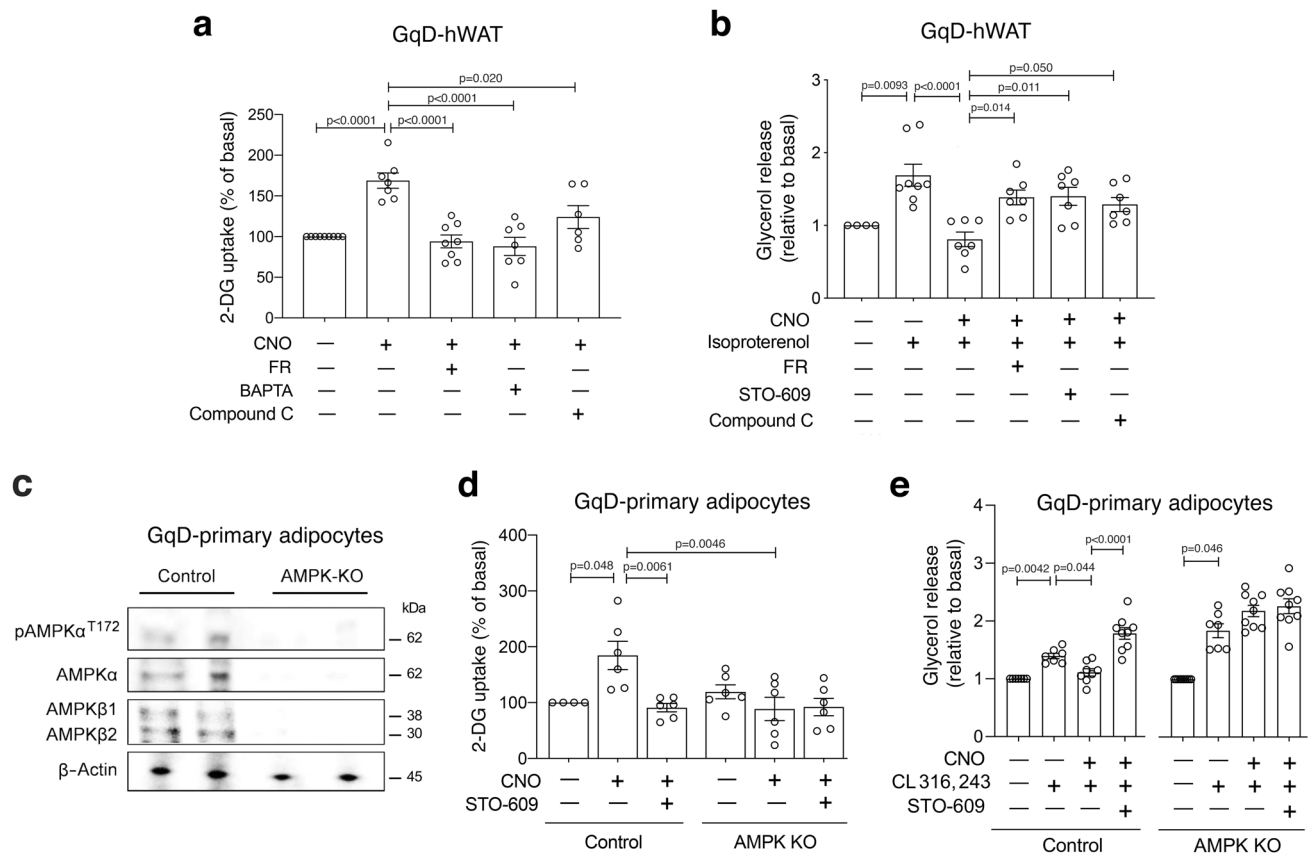 a
GqD-hWAT
p=0.020
p<0.0001
p<0.0001 p<0.0001
2-DG uptake (% of basal)
250
200
150
100
50
0
CNO — + + + +
FR — — + — —
BAPTA — — — + —
Compound C — — — — +
b
GqD-hWAT
p=0.050
p=0.0093 p<0.0001 p=0.011
p=0.014
Glycerol release
(relative to basal)
3
2
1
0
CNO — — + + + +
Isoproterenol — + + + + +
FR — — — + — —
STO-609 — — — — + —
Compound C — — — — — +
c
GqD-primary adipocytes
Control AMPK-KO
kDa
pAMPKα T172 – 62
AMPKα – 62
AMPKβ1 – 38
AMPKβ2 – 30
β-Actin – 45
d
GqD-primary adipocytes
p=0.0046
p=0.048 p=0.0061
2-DG uptake (% of basal)
400
300
200
100
0
CNO — + + — + +
STO-609 — — + — — +
Control AMPK KO
e
GqD-primary adipocytes
p<0.0001
p=0.0042 p=0.044 p=0.046
Glycerol release
(relative to basal)
4
3
2
1
0
CNO — — + + — — + +
CL 316, 243 — + + + — + + +
STO-609 — — — + — — — +
Control AMPK KO